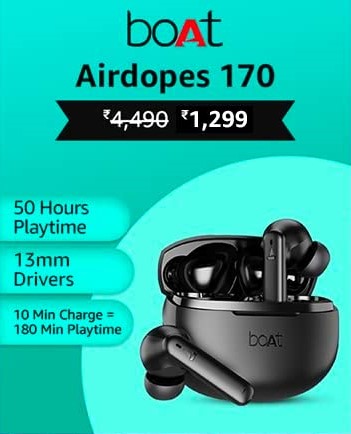 boAt
Airdopes 170
₹4,490 ₹1,299
50 Hours
Playtime
13mm
Drivers
10 Min Charge =
180 Min Playtime
boAt